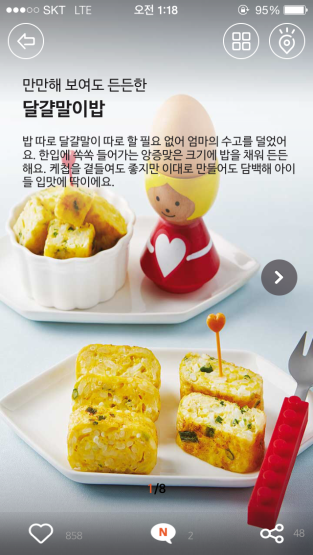 SKT LTE 오전 1:18 95%
만만해 보여도 든든한
달걀말이밥
밥 따로 달걀말이 따로 할 필요 없어 엄마의 수고를 덜었어
요. 한입에 쏙쏙 들어가는 앙증맞은 크기에 밥을 채워 든든
해요. 케첩을 곁들여도 좋지만 이대로 만들어도 담백해 아이
들 입맛에 딱이에요.
1/8
858 N 2 48